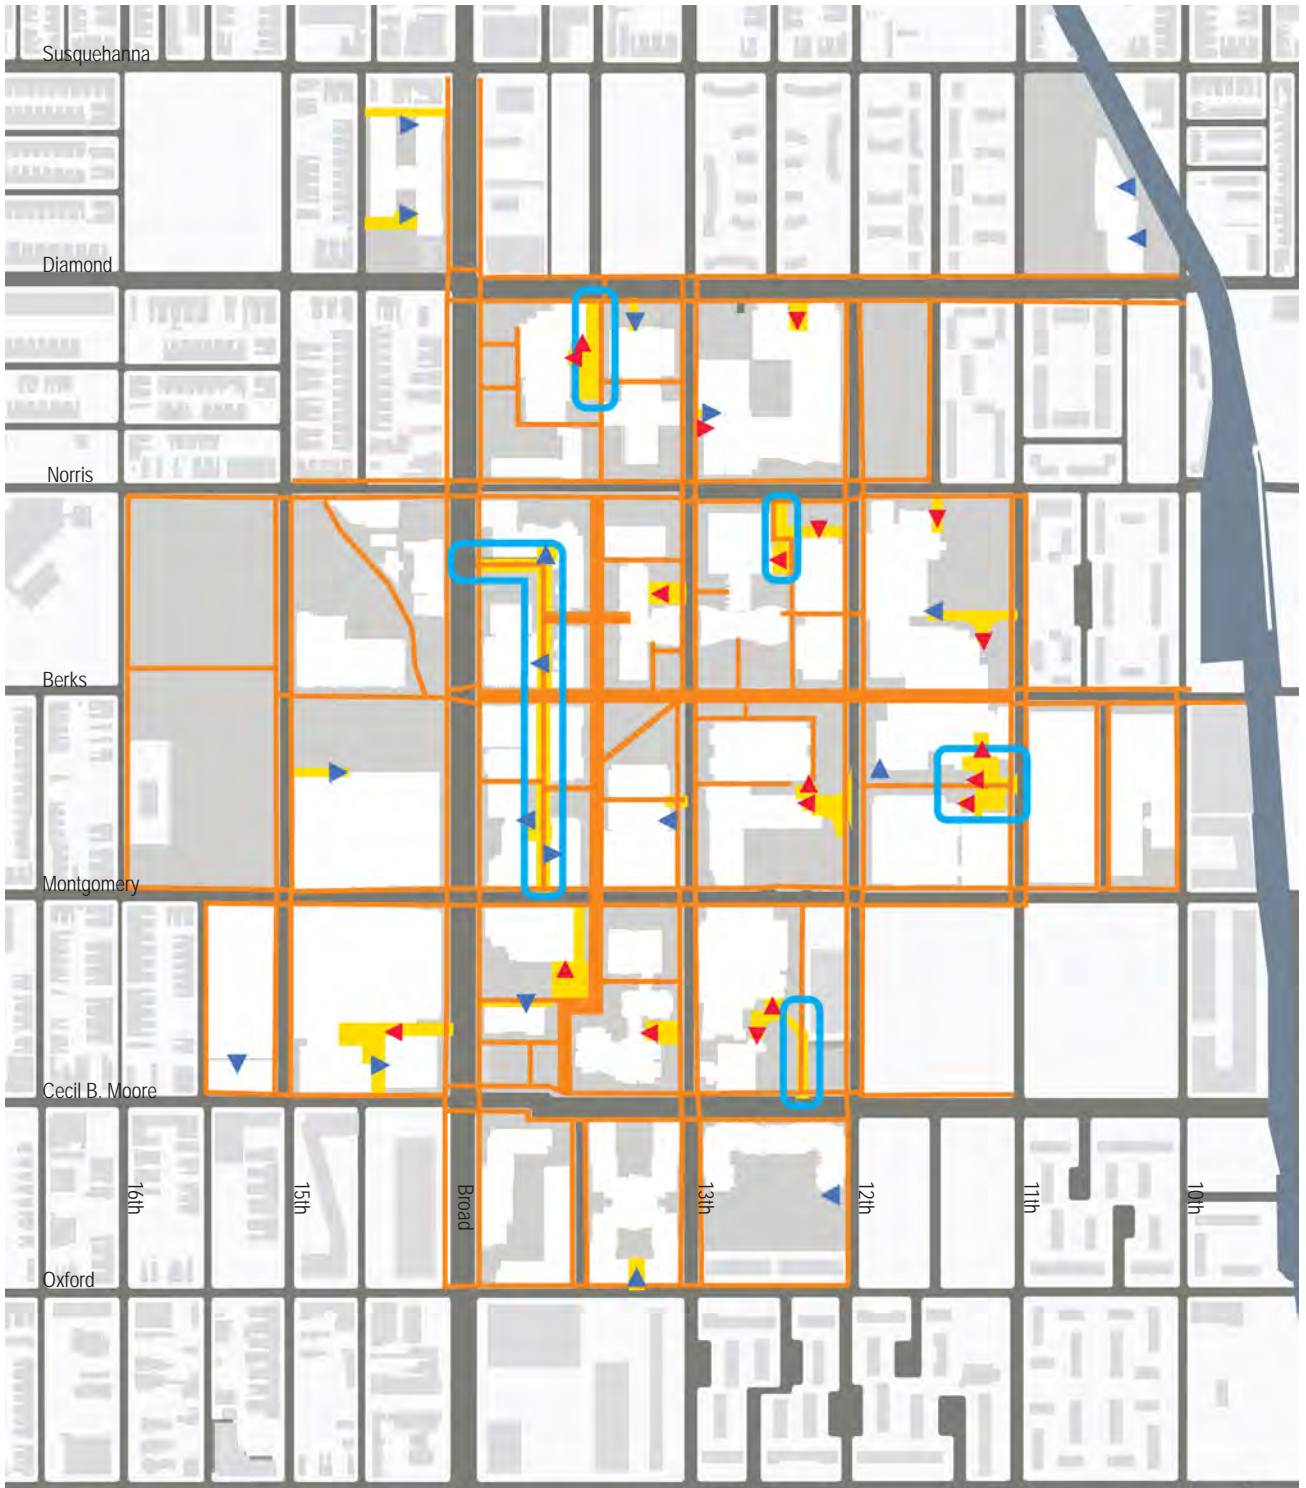 Susquehanna
Diamond
Norris
Berks
Montgomery
Cecil B. Moore
16th
15th
Broad
13th
12th
11th
10th
Oxford